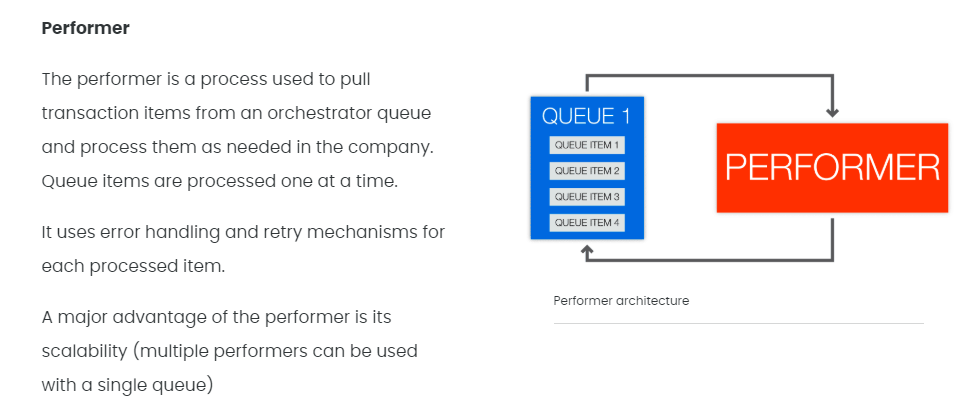 Performer
The performer is a process used to pull
transaction items from an orchestrator queue
and process them as needed in the company.
Queue items are processed one at a time.
It uses error handling and retry mechanisms for
each processed item.
A major advantage of the performer is its
scalability (multiple performers can be used
with a single queue)
QUEUE 1
QUEUE ITEM 1
QUEUE ITEM 2
QUEUE ITEM 3
QUEUE ITEM 4
PERFORMER
Performer architecture